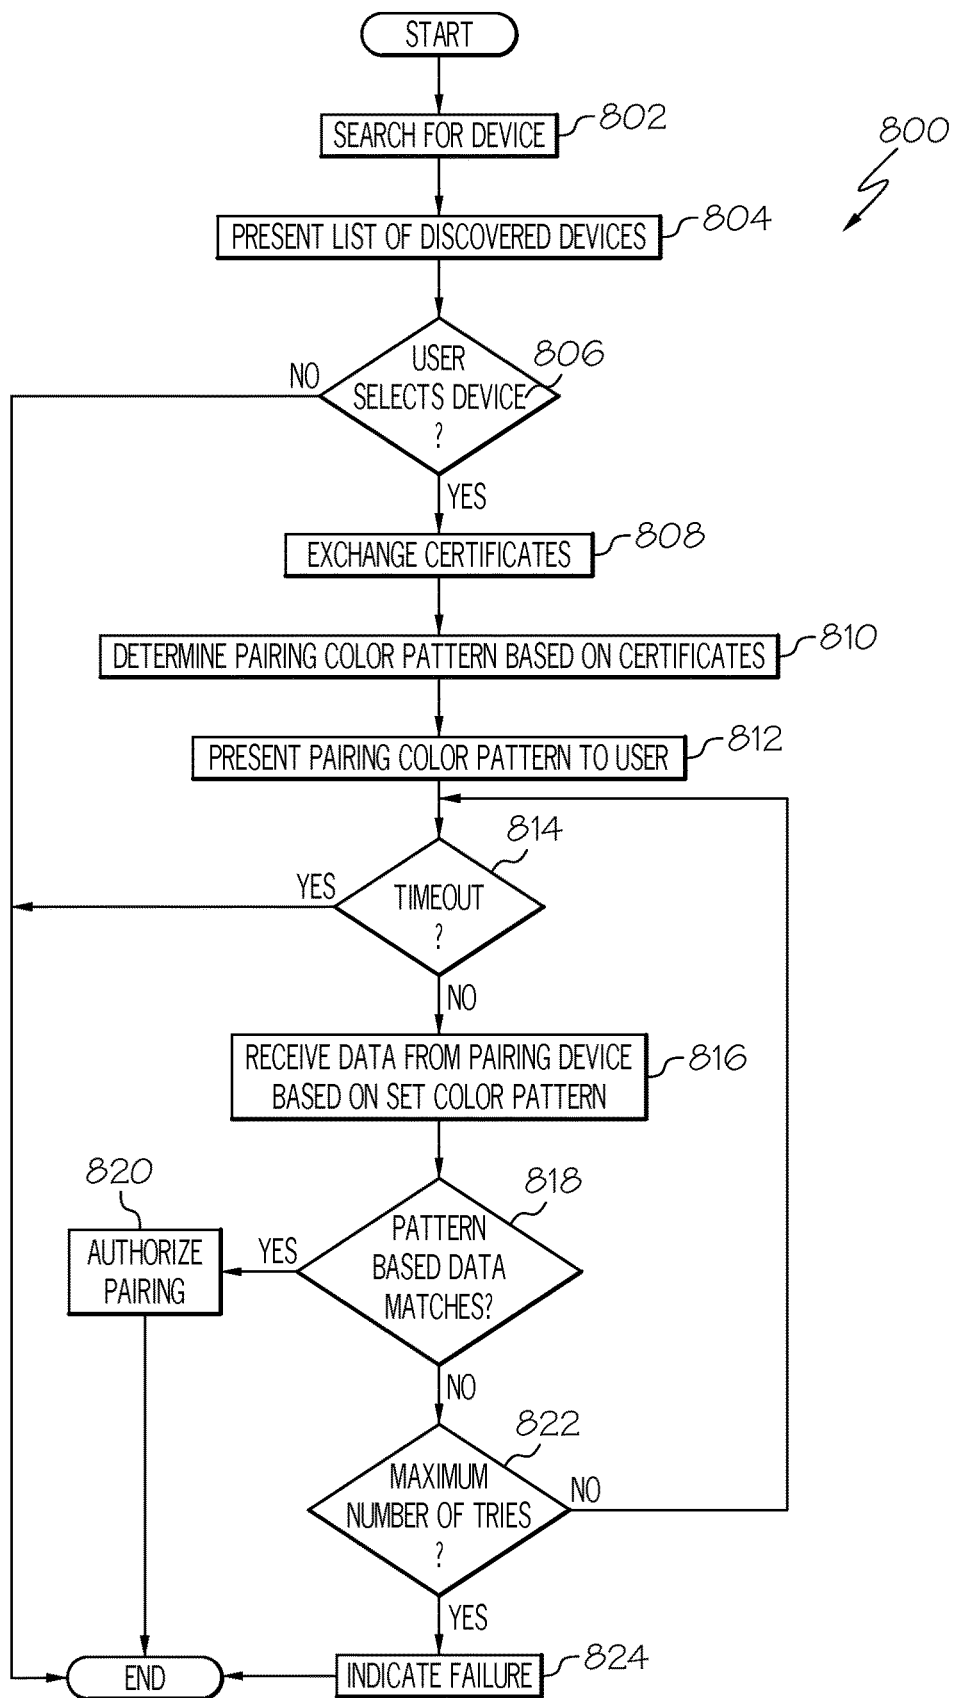 START
SEARCH FOR DEVICE
802
800
PRESENT LIST OF DISCOVERED DEVICES
804
USER
SELECTS DEVICE
?
806
NO
YES
EXCHANGE CERTIFICATES
808
DETERMINE PAIRING COLOR PATTERN BASED ON CERTIFICATES
810
PRESENT PAIRING COLOR PATTERN TO USER
812
TIMEOUT
?
814
YES
NO
RECEIVE DATA FROM PAIRING DEVICE
BASED ON SET COLOR PATTERN
816
PATTERN
BASED DATA
MATCHES?
818
YES
820
AUTHORIZE
PAIRING
NO
MAXIMUM
NUMBER OF TRIES
?
822
NO
YES
INDICATE FAILURE
824
END